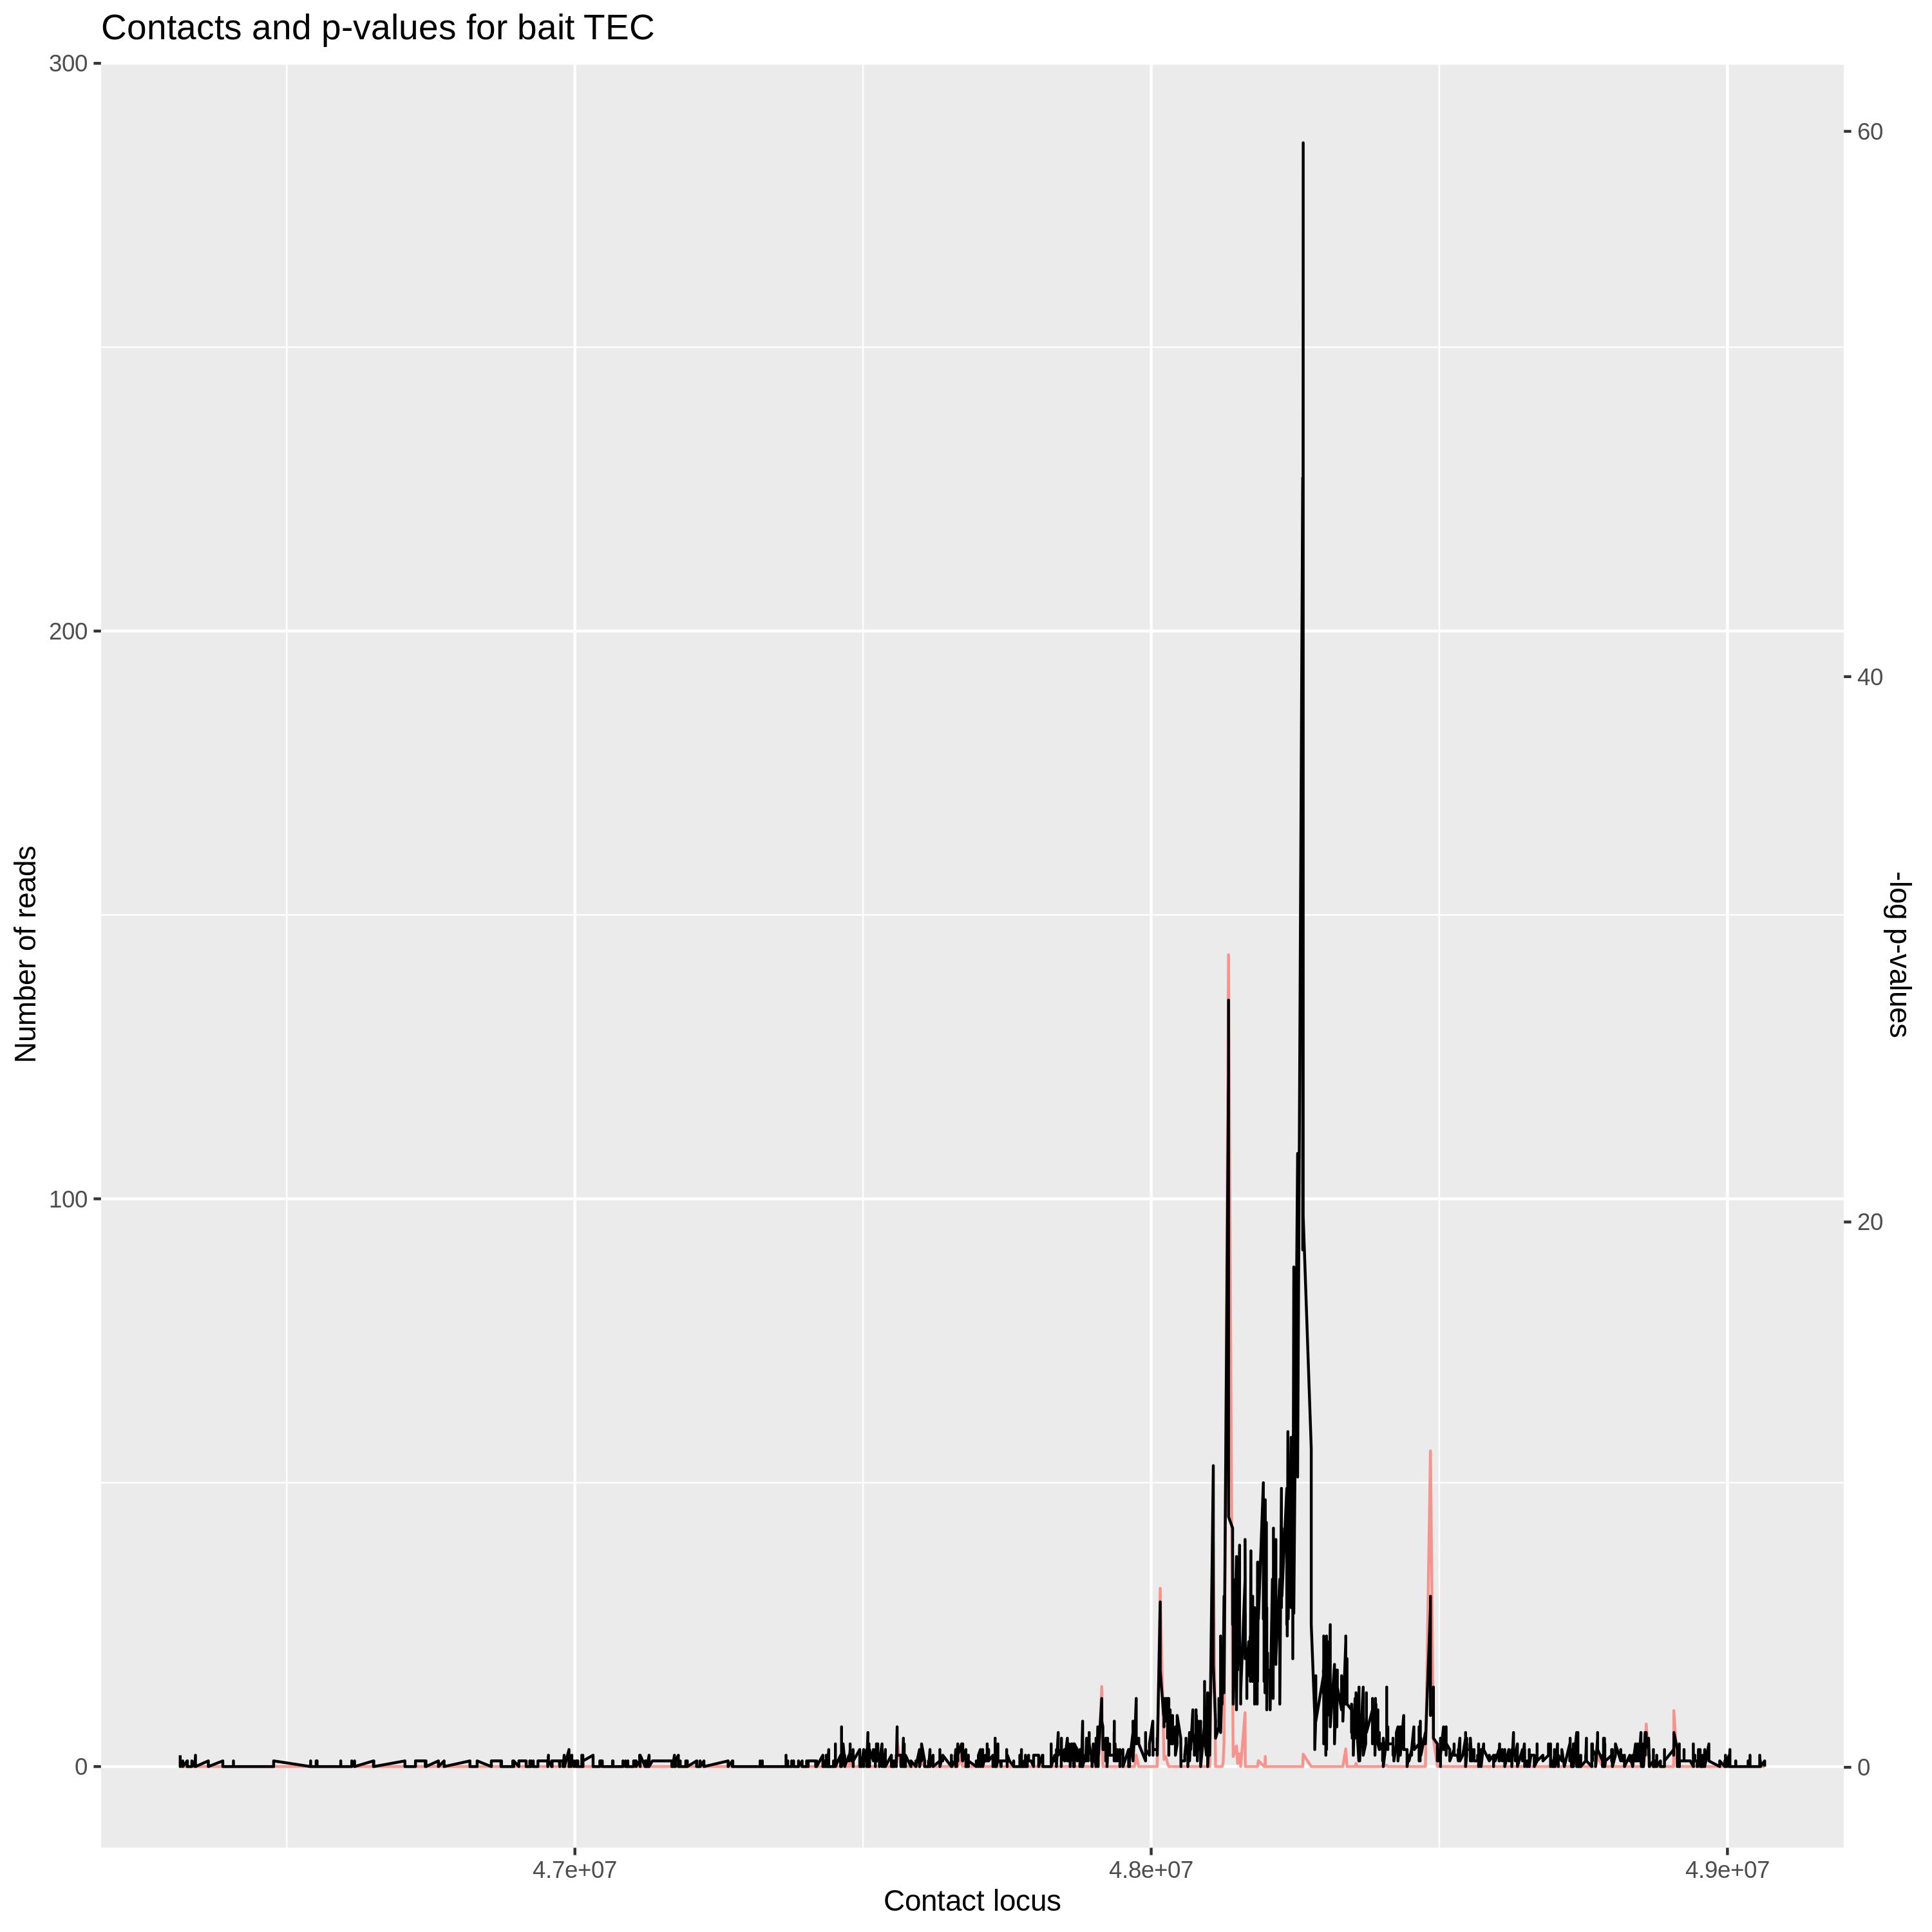 Contacts and p-values for bait TEC
300
200
100
0
Number of reads
60
40
20
0
-log p-values
4.7e+07
4.8e+07
4.9e+07
Contact locus